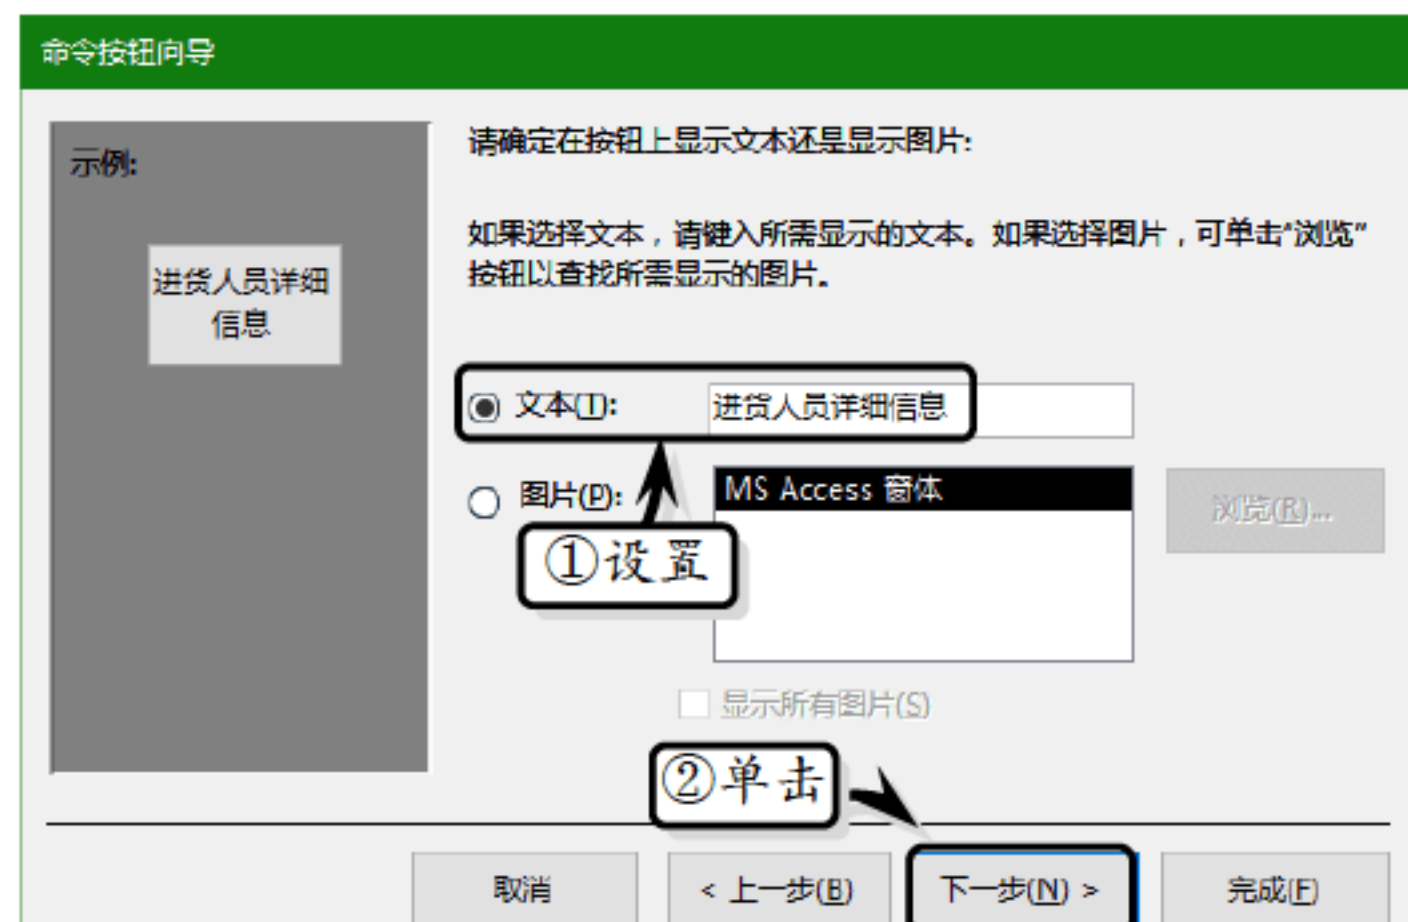 命令按钮向导
示例:
进货人员详细
信息
请确定在按钮上显示文本还是显示图片:
如果选择文本，请键入所需显示的文本。如果选择图片，可单击“浏览”
按钮以查找所需显示的图片。
文本(T): 进货人员详细信息
图片(P): MS Access 窗体 浏览(R)...
①设置
显示所有图片(S)
②单击
取消 < 上一步(B) 下一步(N) > 完成(F)